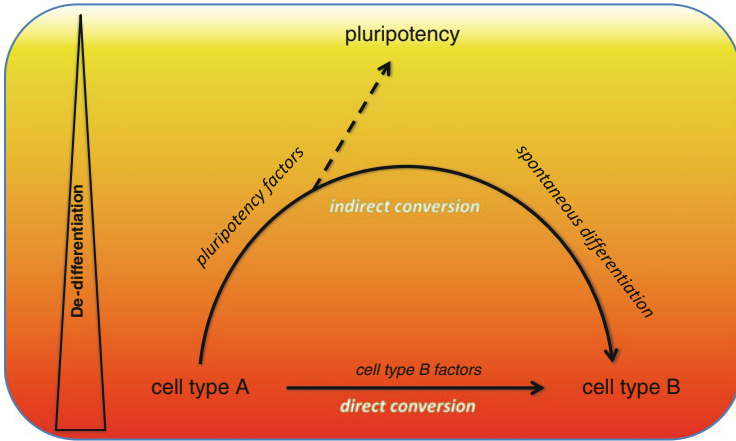 pluripotency
pluripotency factors
spontaneous differentiation
indirect conversion
De-differentiation
cell type A
cell type B factors
direct conversion
cell type B